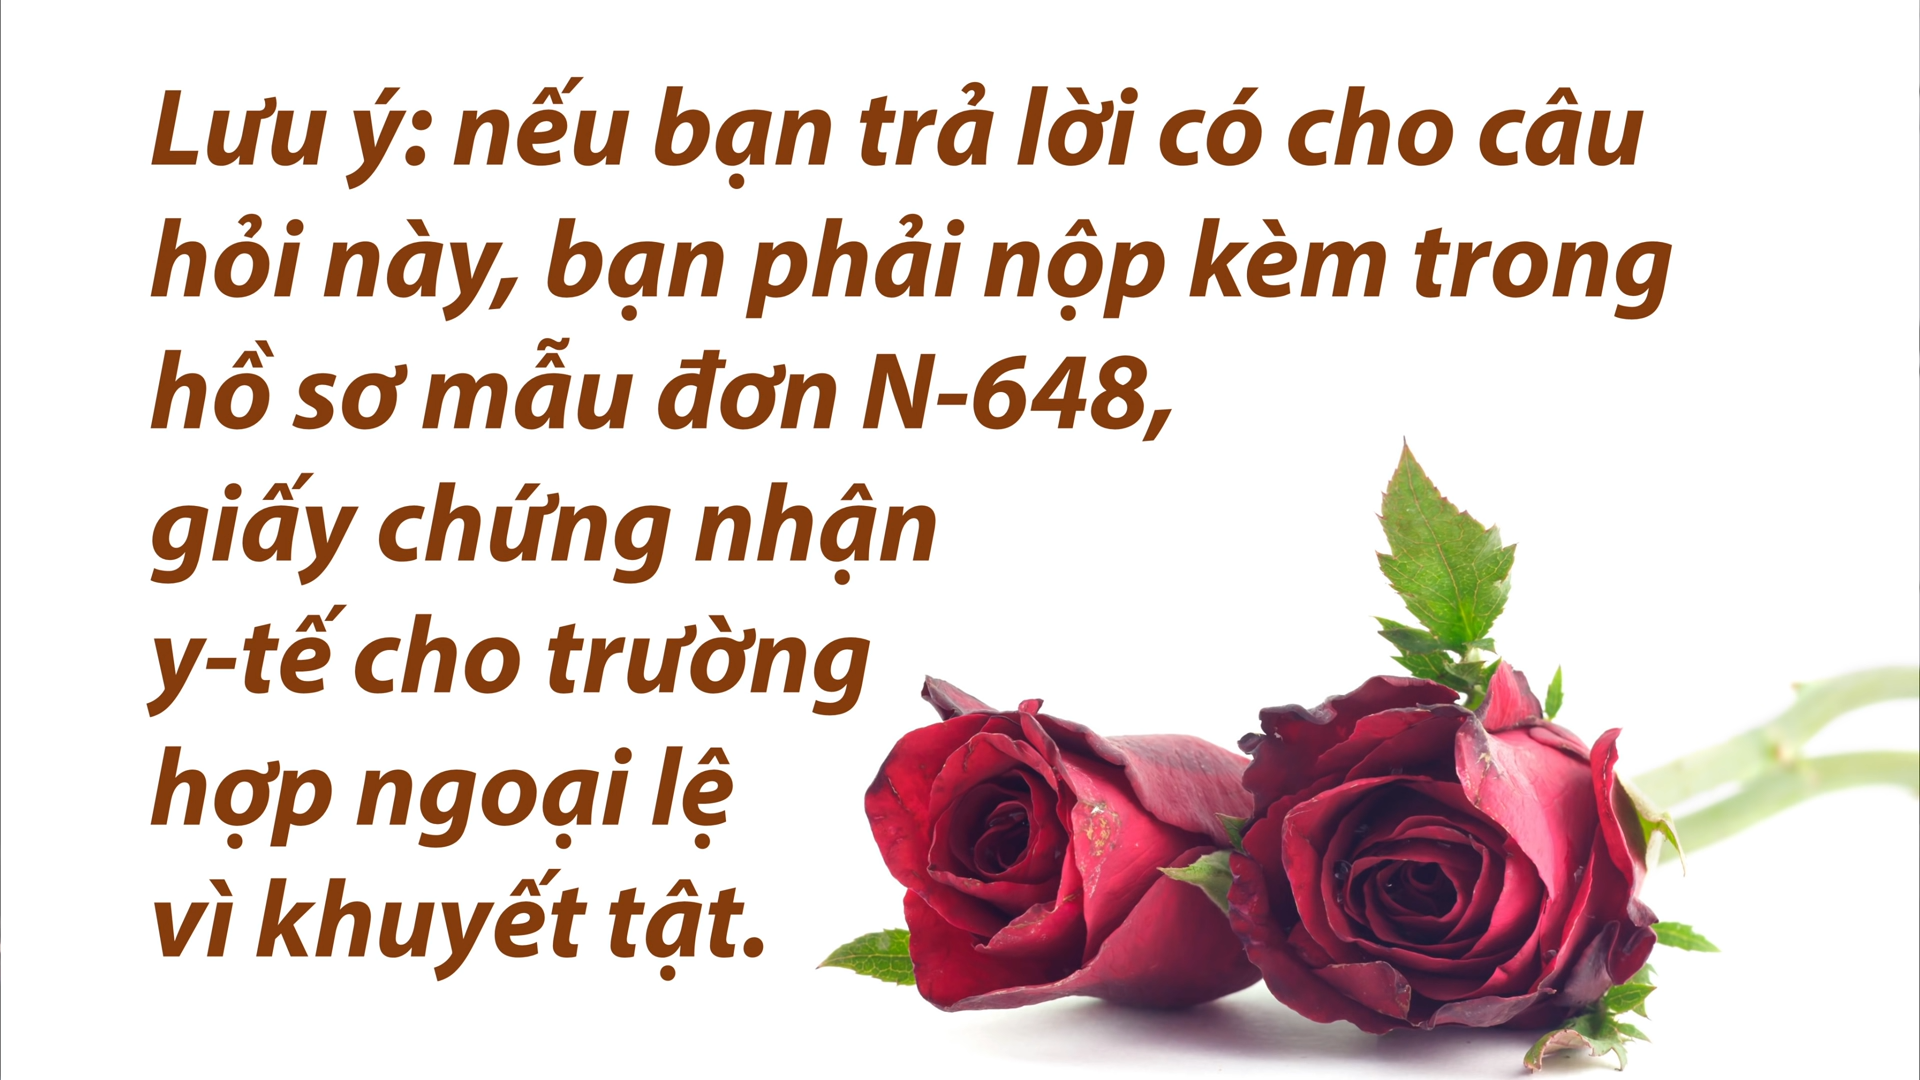 Lưu ý: nếu bạn trả lời có cho câu
hỏi này, bạn phải nộp kèm trong
hồ sơ mẫu đơn N-648,
giấy chứng nhận
y-tế cho trường
hợp ngoại lệ
vì khuyết tật.